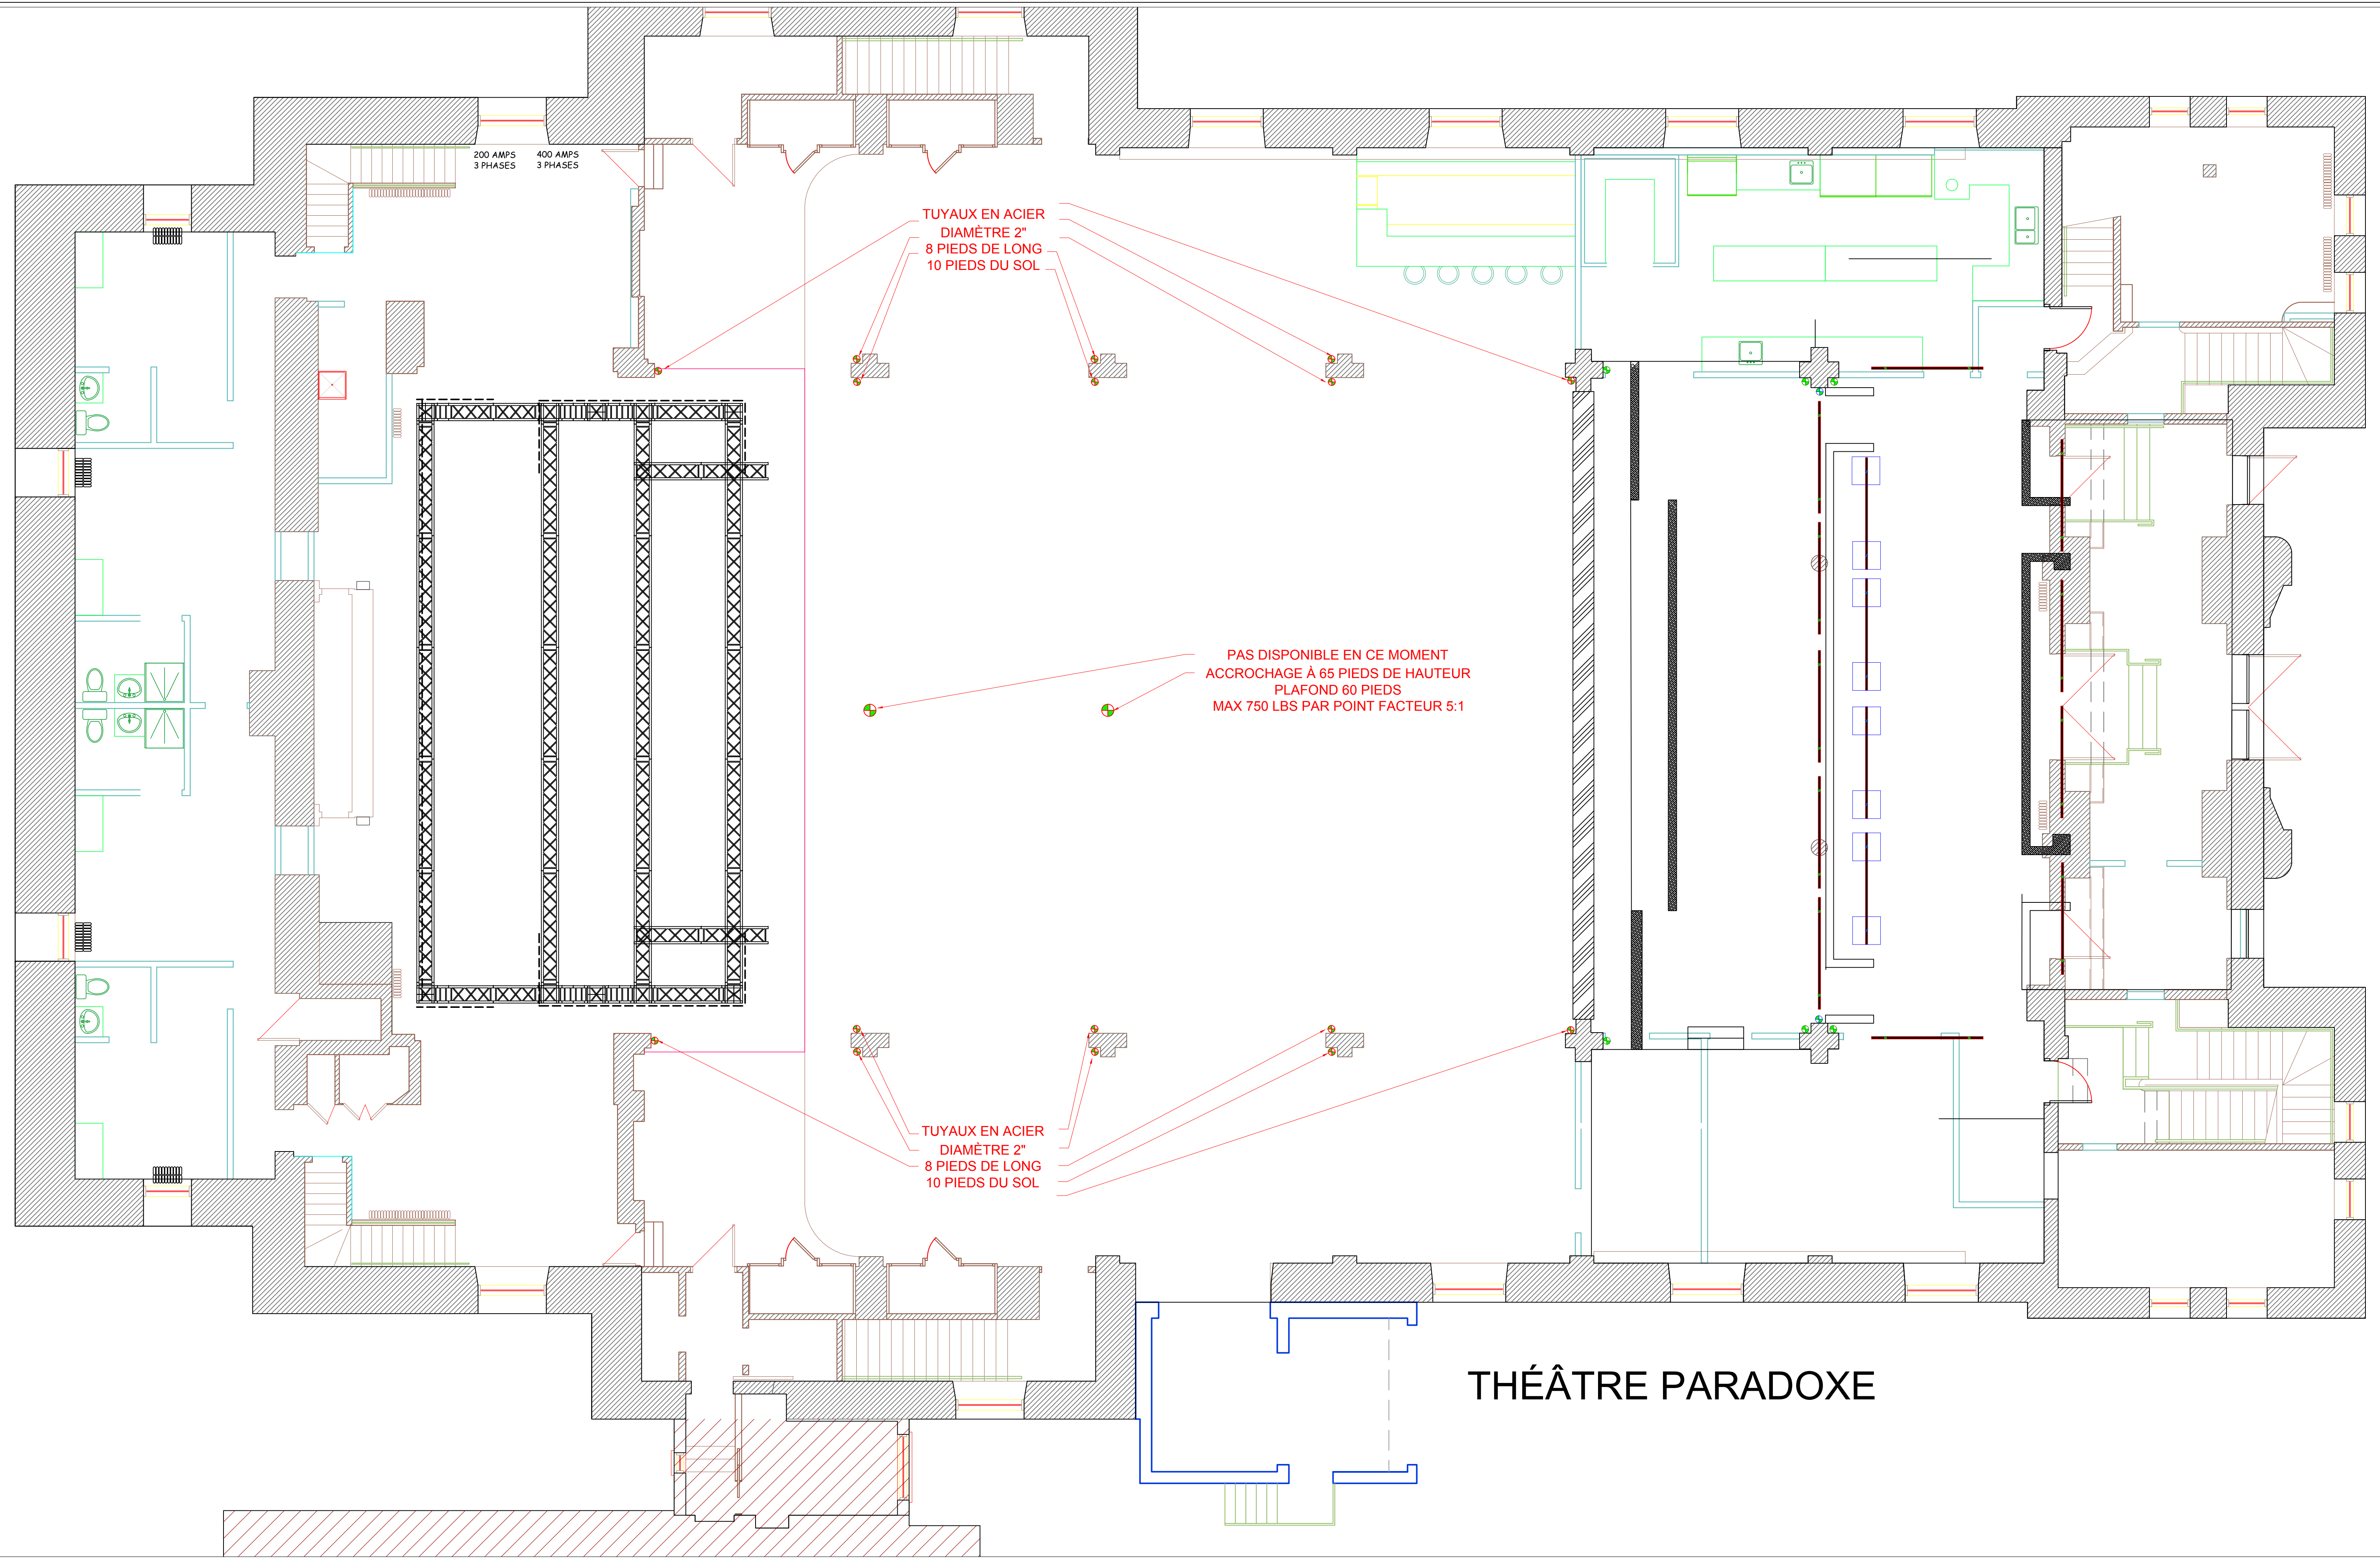 200 AMPS
3 PHASES
400 AMPS
3 PHASES
TUYAUX EN ACIER
DIAMÈTRE 2"
8 PIEDS DE LONG
10 PIEDS DU SOL
PAS DISPONIBLE EN CE MOMENT
ACCROCHAGE À 65 PIEDS DE HAUTEUR
PLAFOND 60 PIEDS
MAX 750 LBS PAR POINT FACTEUR 5:1
TUYAUX EN ACIER
DIAMÈTRE 2"
8 PIEDS DE LONG
10 PIEDS DU SOL
THÉÂTRE PARADOXE